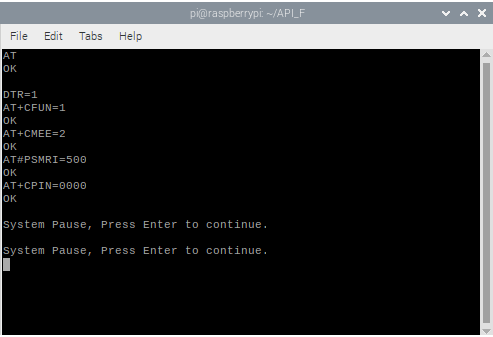 pi@raspberrypi: ~/API_F
File Edit Tabs Help
AT
OK
DTR=1
AT+CFUN=1
OK
AT+CMEE=2
OK
AT#PSMRI=500
OK
AT+CPIN=0000
OK
System Pause, Press Enter to continue.
System Pause, Press Enter to continue.